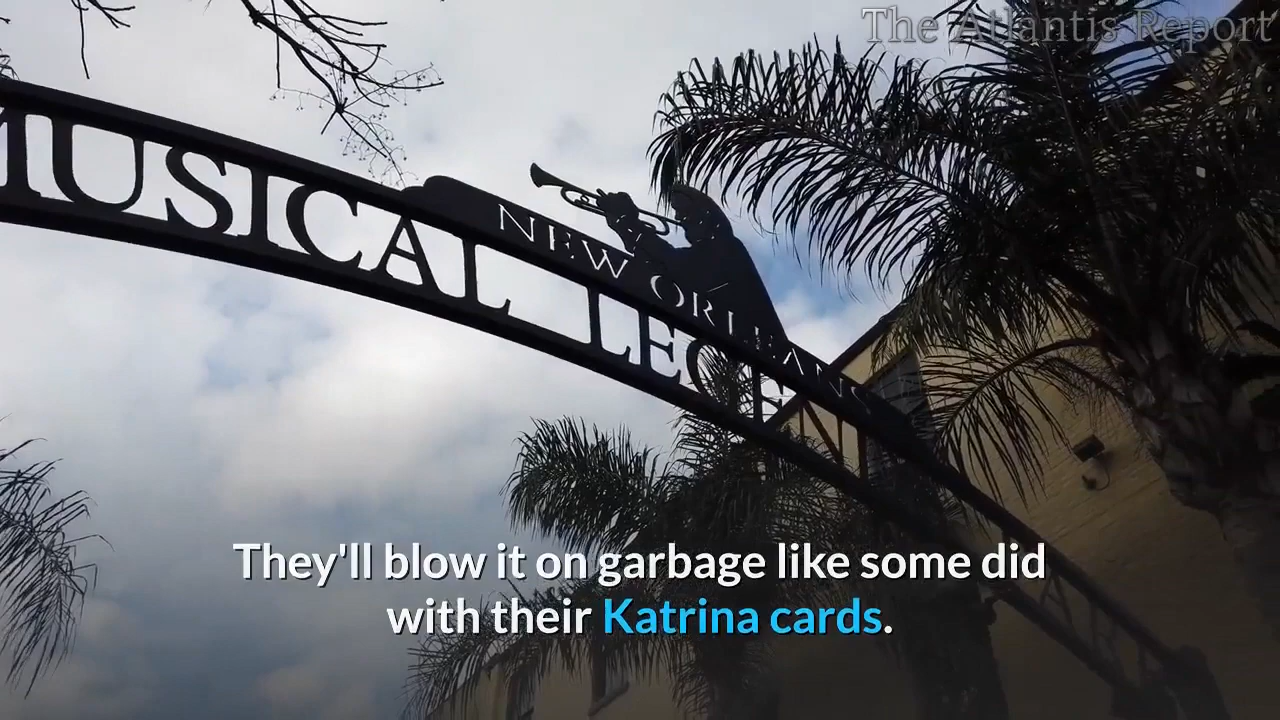 The Atlantis Report
MUSICAL LEGE
NEW ORLEANS
They'll blow it on garbage like some did
with their Katrina cards.